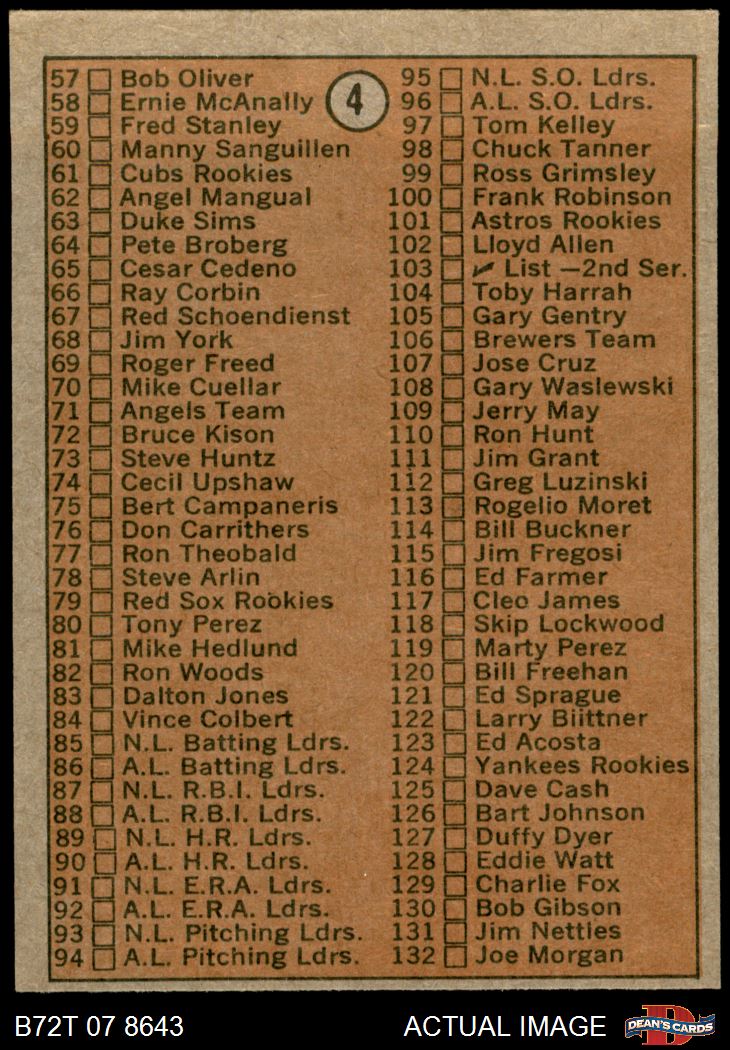 4
57 Bob Oliver
58 Ernie McAnally
59 Fred Stanley
60 Manny Sanguillen
61 Cubs Rookies
62 Angel Mangual
63 Duke Sims
64 Pete Broberg
65 Cesar Cedeno
66 Ray Corbin
67 Red Schoendienst
68 Jim York
69 Roger Freed
70 Mike Cuellar
71 Angels Team
72 Bruce Kison
73 Steve Huntz
74 Cecil Upshaw
75 Bert Campaneris
76 Don Carrithers
77 Ron Theobald
78 Steve Arlin
79 Red Sox Rookies
80 Tony Perez
81 Mike Hedlund
82 Ron Woods
83 Dalton Jones
84 Vince Colbert
85 N.L. Batting Ldrs.
86 A.L. Batting Ldrs.
87 N.L. R.B.I. Ldrs.
88 A.L. R.B.I. Ldrs.
89 N.L. H.R. Ldrs.
90 A.L. H.R. Ldrs.
91 N.L. E.R.A. Ldrs.
92 A.L. E.R.A. Ldrs.
93 N.L. Pitching Ldrs.
94 A.L. Pitching Ldrs.
95 N.L. S.O. Ldrs.
96 A.L. S.O. Ldrs.
97 Tom Kelley
98 Chuck Tanner
99 Ross Grimsley
100 Frank Robinson
101 Astros Rookies
102 Lloyd Allen
103 ✓ List —2nd Ser.
104 Toby Harrah
105 Gary Gentry
106 Brewers Team
107 Jose Cruz
108 Gary Waslewski
109 Jerry May
110 Ron Hunt
111 Jim Grant
112 Greg Luzinski
113 Rogelio Moret
114 Bill Buckner
115 Jim Fregosi
116 Ed Farmer
117 Cleo James
118 Skip Lockwood
119 Marty Perez
120 Bill Freehan
121 Ed Sprague
122 Larry Biittner
123 Ed Acosta
124 Yankees Rookies
125 Dave Cash
126 Bart Johnson
127 Duffy Dyer
128 Eddie Watt
129 Charlie Fox
130 Bob Gibson
131 Jim Nettles
132 Joe Morgan
B72T 07 8643
ACTUAL IMAGE
D
DEAN'S CARDS